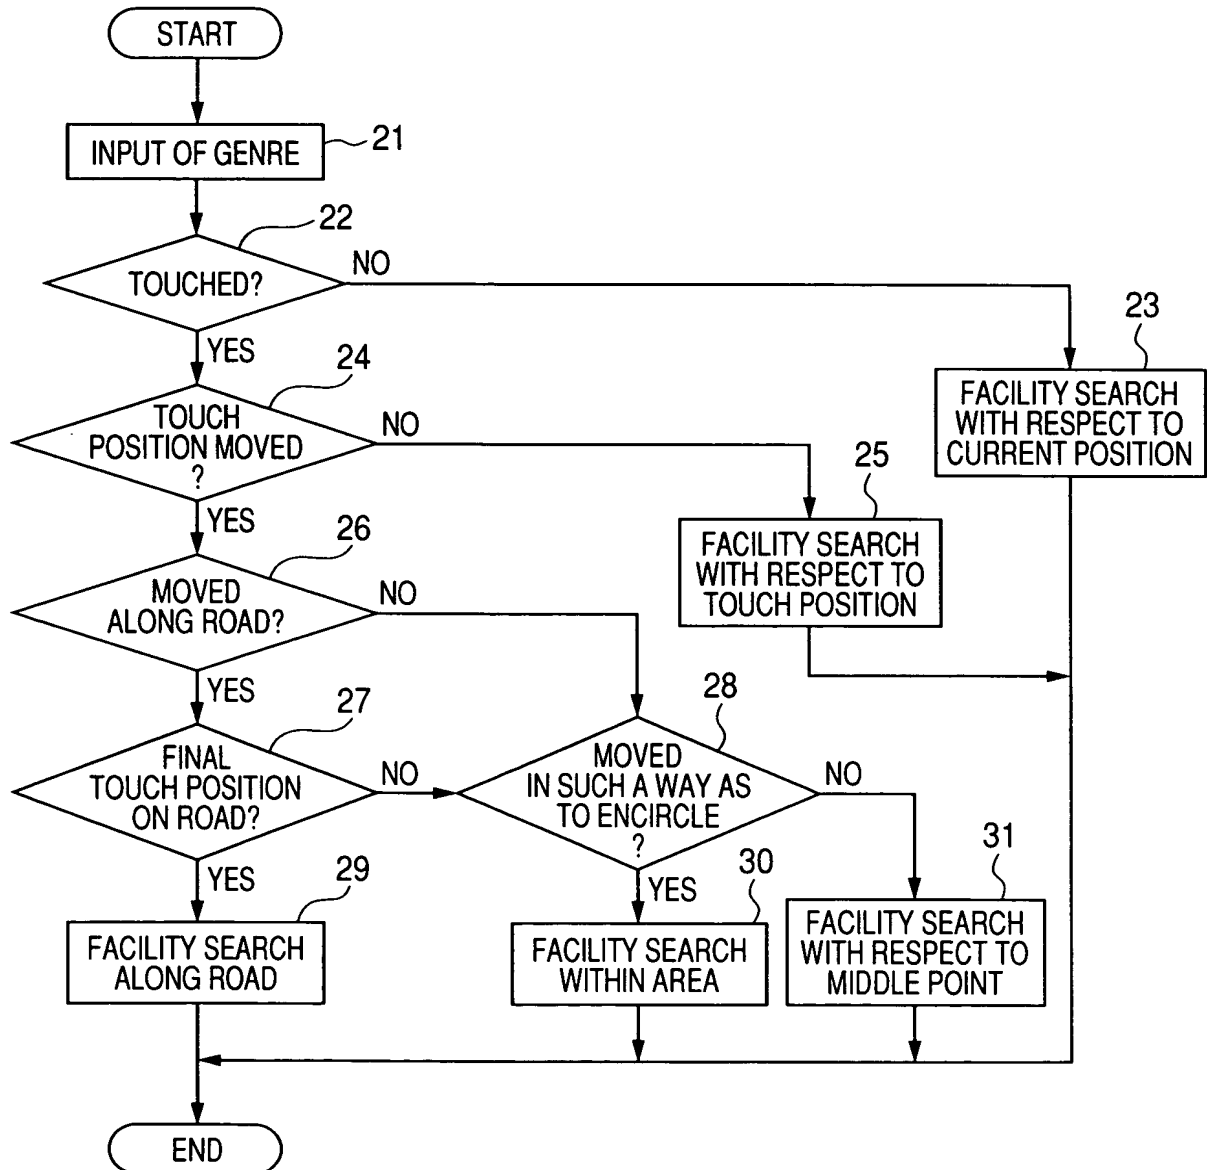 START
INPUT OF GENRE
21
22
TOUCHED?
NO
YES
23
FACILITY SEARCH
WITH RESPECT TO
CURRENT POSITION
24
TOUCH
POSITION MOVED
?
NO
YES
25
FACILITY SEARCH
WITH RESPECT TO
TOUCH POSITION
26
MOVED
ALONG ROAD?
NO
YES
27
FINAL
TOUCH POSITION
ON ROAD?
NO
YES
28
MOVED
IN SUCH A WAY AS
TO ENCIRCLE
?
NO
YES
29
FACILITY SEARCH
ALONG ROAD
30
FACILITY SEARCH
WITHIN AREA
31
FACILITY SEARCH
WITH RESPECT TO
MIDDLE POINT
END